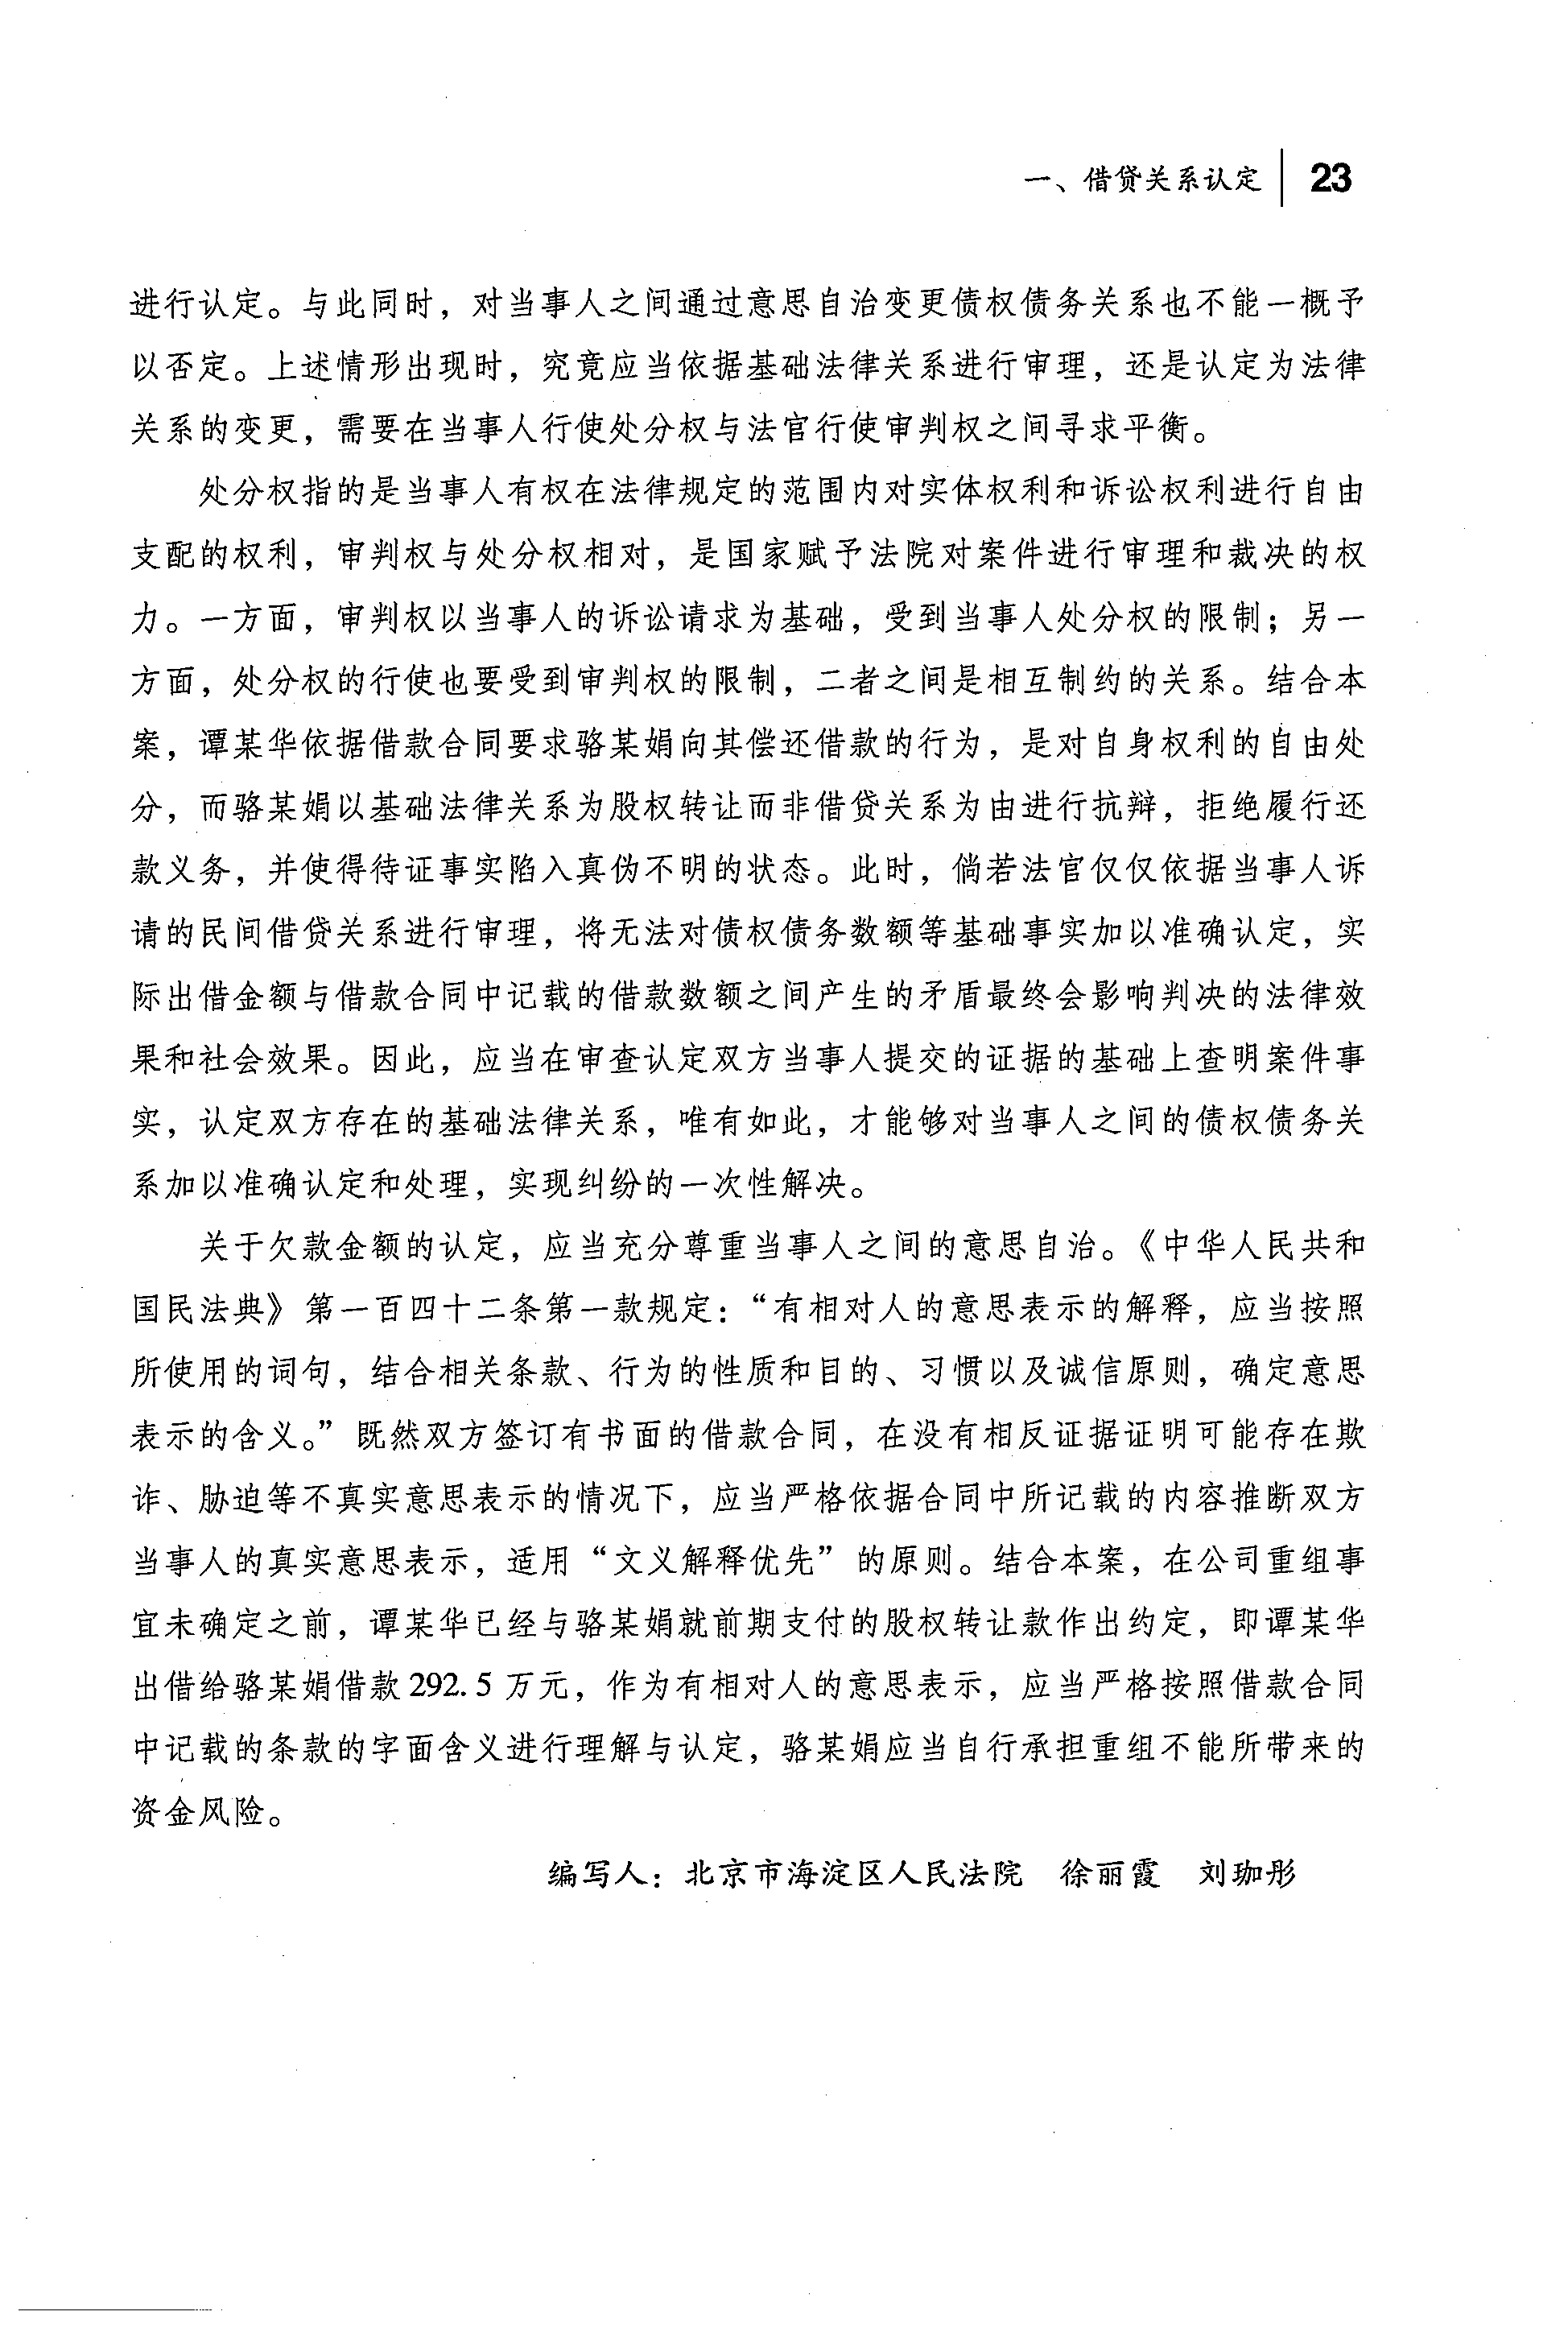 一、借贷关系认定 23
进行认定。与此同时，对当事人之间通过意思自治变更债权债务关系也不能一概予
以否定。上述情形出现时，究竟应当依据基础法律关系进行审理，还是认定为法律
关系的变更，需要在当事人行使处分权与法官行使审判权之间寻求平衡。
处分权指的是当事人有权在法律规定的范围内对实体权利和诉讼权利进行自由
支配的权利，审判权与处分权相对，是国家赋予法院对案件进行审理和裁决的权
力。一方面，审判权以当事人的诉讼请求为基础，受到当事人处分权的限制；另一
方面，处分权的行使也要受到审判权的限制，二者之间是相互制约的关系。结合本
案，谭某华依据借款合同要求骆某娟向其偿还借款的行为，是对自身权利的自由处
分，而骆某娟以基础法律关系为股权转让而非借贷关系为由进行抗辩，拒绝履行还
款义务，并使得待证事实陷入真伪不明的状态。此时，倘若法官仅仅依据当事人诉
请的民间借贷关系进行审理，将无法对债权债务数额等基础事实加以准确认定，实
际出借金额与借款合同中记载的借款数额之间产生的矛盾最终会影响判决的法律效
果和社会效果。因此，应当在审查认定双方当事人提交的证据的基础上查明案件事
实，认定双方存在的基础法律关系，唯有如此，才能够对当事人之间的债权债务关
系加以准确认定和处理，实现纠纷的一次性解决。
关于欠款金额的认定，应当充分尊重当事人之间的意思自治。《中华人民共和
国民法典》第一百四十二条第一款规定：“有相对人的意思表示的解释，应当按照
所使用的词句，结合相关条款、行为的性质和目的、习惯以及诚信原则，确定意思
表示的含义。”既然双方签订有书面的借款合同，在没有相反证据证明可能存在欺
诈、胁迫等不真实意思表示的情况下，应当严格依据合同中所记载的内容推断双方
当事人的真实意思表示，适用“文义解释优先”的原则。结合本案，在公司重组事
宜未确定之前，谭某华已经与骆某娟就前期支付的股权转让款作出约定，即谭某华
出借给骆某娟借款292.5万元，作为有相对人的意思表示，应当严格按照借款合同
中记载的条款的字面含义进行理解与认定，骆某娟应当自行承担重组不能所带来的
资金风险。
编写人：北京市海淀区人民法院　徐丽霞　刘珈彤